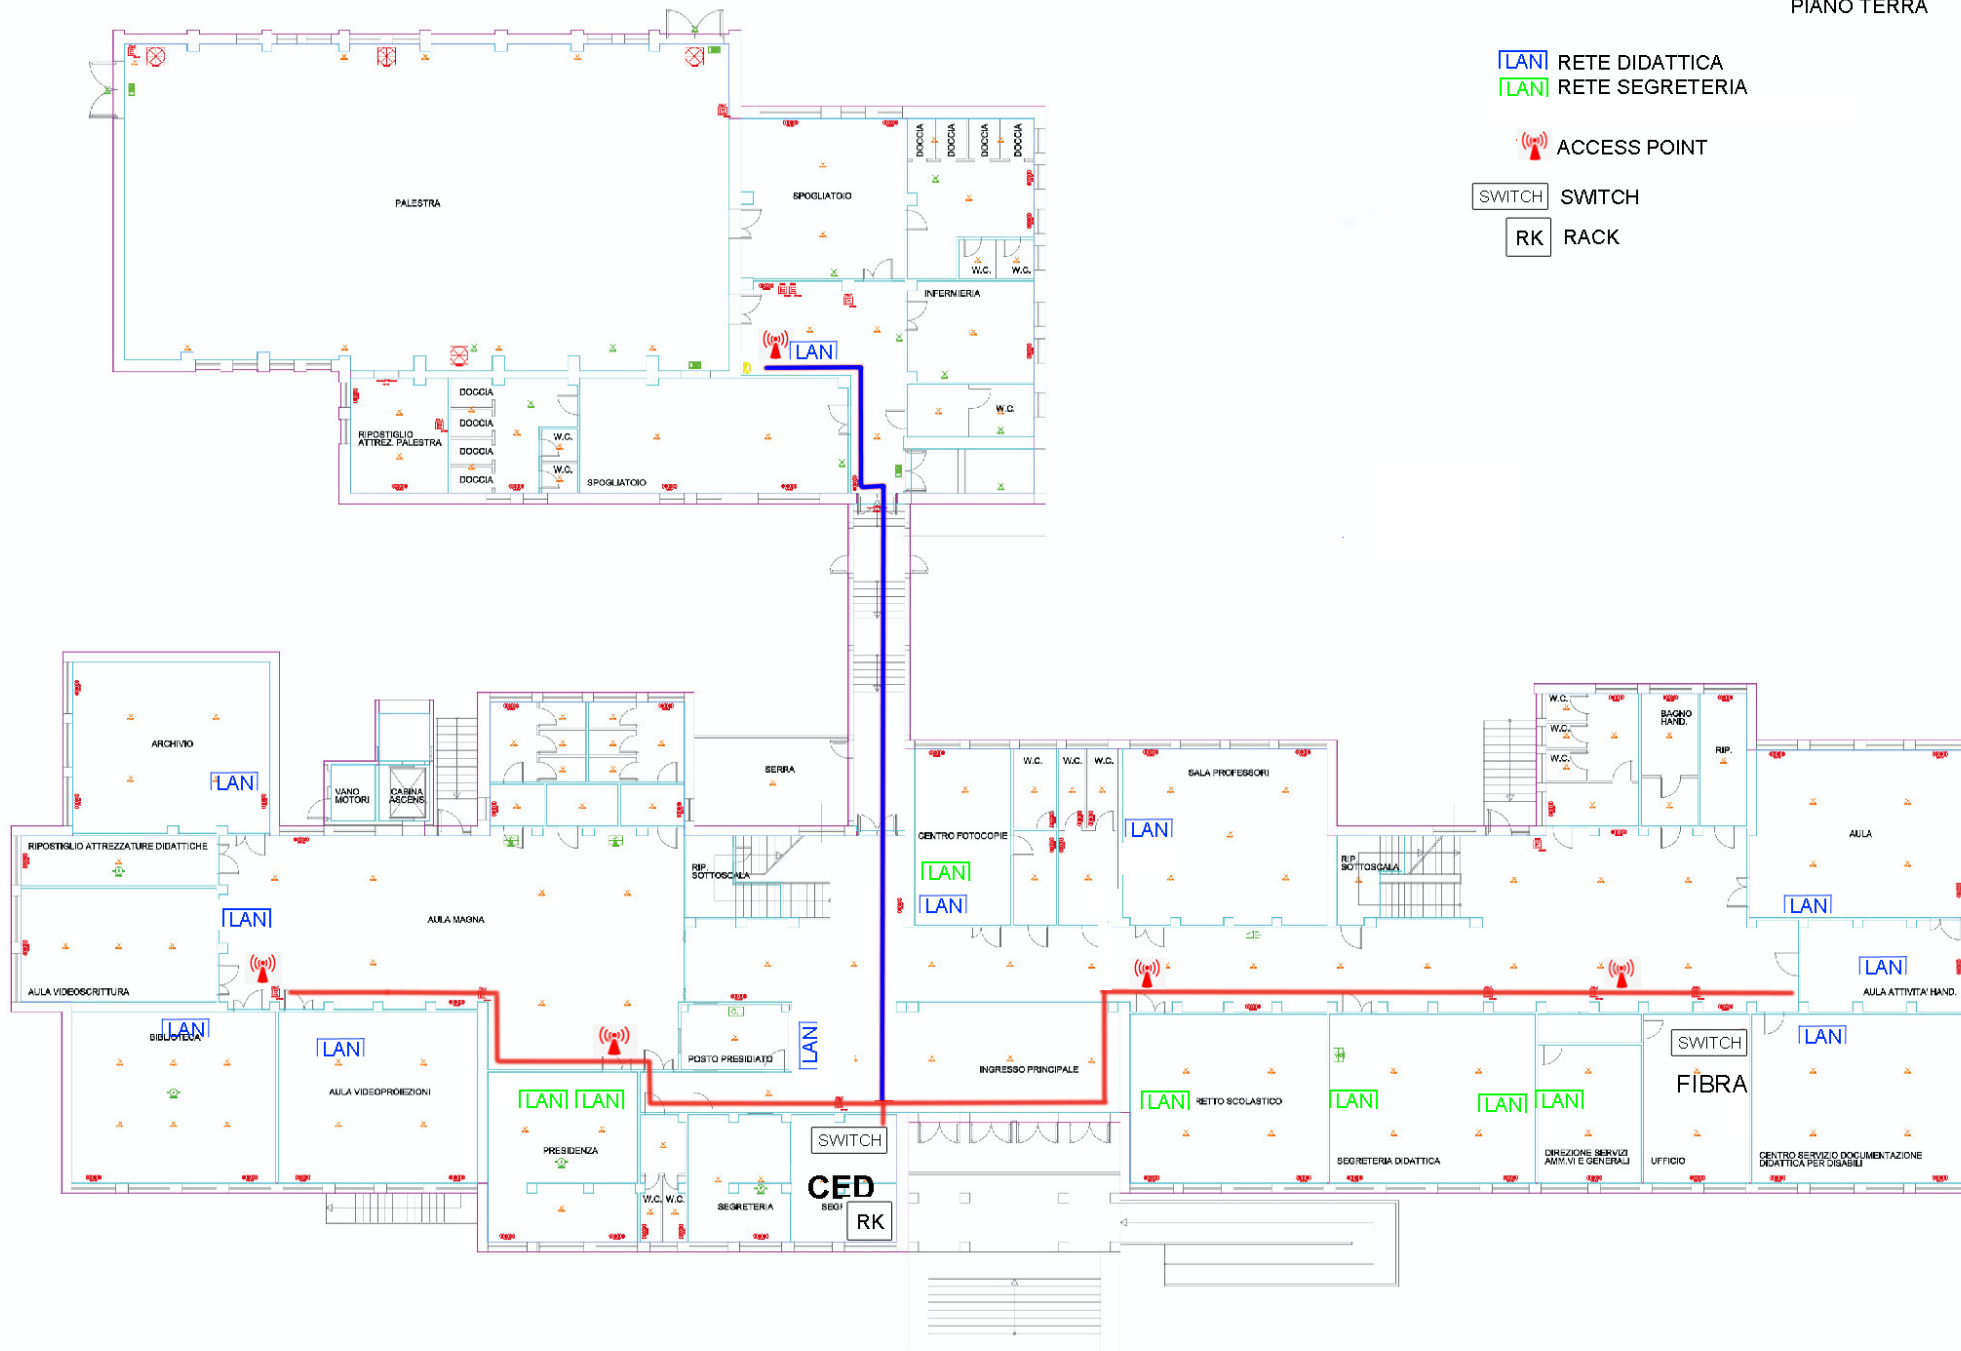 PIANO TERRA
LAN RETE DIDATTICA
LAN RETE SEGRETERIA
ACCESS POINT
SWITCH SWITCH
RK RACK
PALESTRA
SPOGLIATOIO
DOCCIA
DOCCIA
DOCCIA
DOCCIA
W.C.
W.C.
INFERMIERIA
LAN
W.C.
RIPOSTIGLIO
ATTREZ. PALESTRA
DOCCIA
DOCCIA
DOCCIA
DOCCIA
W.C.
W.C.
SPOGLIATOIO
ARCHIVIO
LAN
VANO
MOTORI
CABINA
ASCENS.
SERRA
RIPOSTIGLIO ATTREZZATURE DIDATTICHE
LAN
AULA MAGNA
AULA VIDEOSCRITTURA
RIP.
SOTTOSCALA
CENTRO FOTOCOPIE
LAN
LAN
W.C.
W.C.
W.C.
SALA PROFESSORI
LAN
RIP.
SOTTOSCALA
W.C.
W.C.
W.C.
BAGNO
HAND.
RIP.
AULA
LAN
LAN
AULA ATTIVITA' HAND.
LAN
BIBLIOTECA
LAN
AULA VIDEOPROIEZIONI
POSTO PRESIDIATO
LAN
INGRESSO PRINCIPALE
LAN LAN
PRESIDENZA
W.C. W.C.
SEGRETERIA
SWITCH
CED
RK
LAN
RETTO SCOLASTICO
LAN
LAN
SEGRETERIA DIDATTICA
LAN
DIREZIONE SERVIZI
AMM.VI E GENERALI
SWITCH
FIBRA
UFFICIO
LAN
CENTRO SERVIZIO DOCUMENTAZIONE
DIDATTICA PER DISABILI